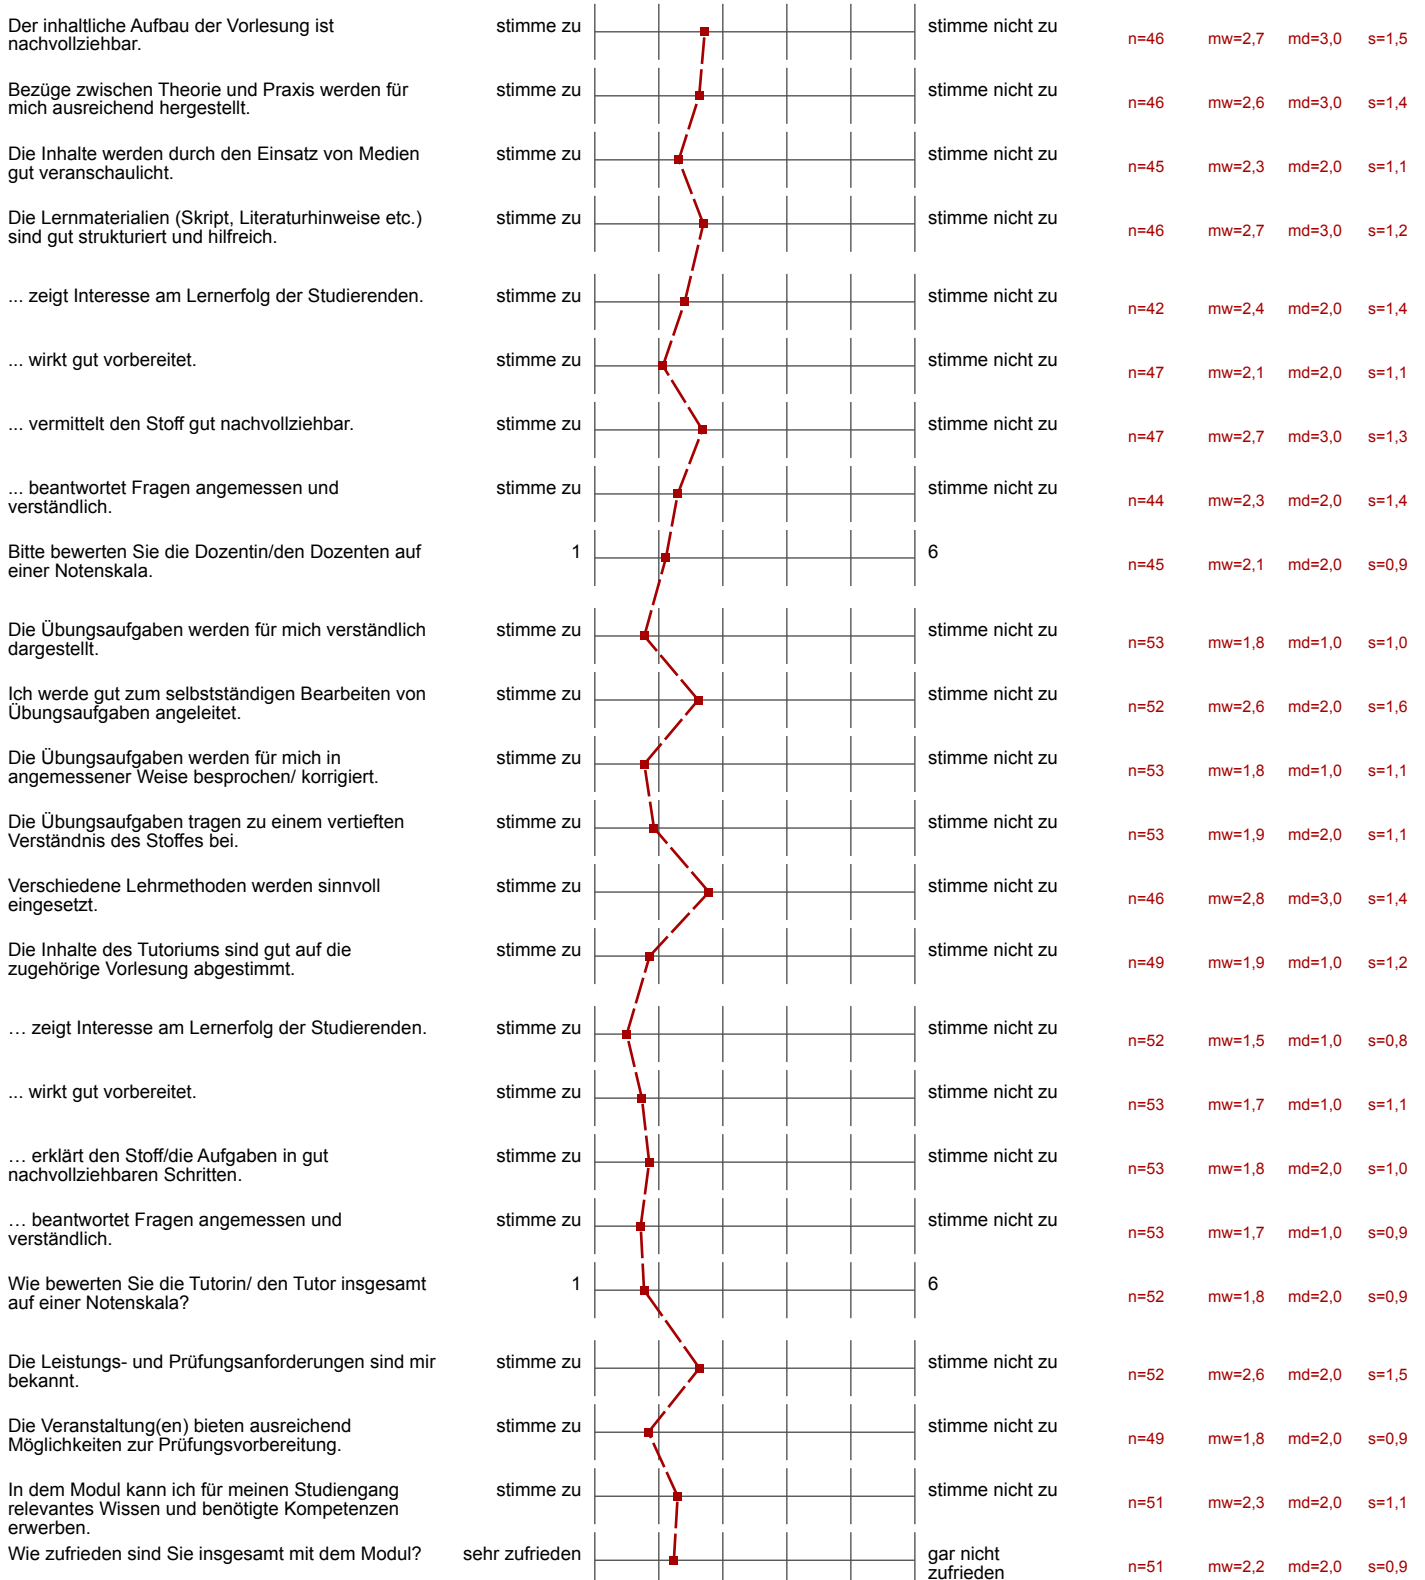 Der inhaltliche Aufbau der Vorlesung ist
nachvollziehbar.
stimme zu
stimme nicht zu
n=46 mw=2,7 md=3,0 s=1,5
Bezüge zwischen Theorie und Praxis werden für
mich ausreichend hergestellt.
stimme zu
stimme nicht zu
n=46 mw=2,6 md=3,0 s=1,4
Die Inhalte werden durch den Einsatz von Medien
gut veranschaulicht.
stimme zu
stimme nicht zu
n=45 mw=2,3 md=2,0 s=1,1
Die Lernmaterialien (Skript, Literaturhinweise etc.)
sind gut strukturiert und hilfreich.
stimme zu
stimme nicht zu
n=46 mw=2,7 md=3,0 s=1,2
... zeigt Interesse am Lernerfolg der Studierenden.
stimme zu
stimme nicht zu
n=42 mw=2,4 md=2,0 s=1,4
... wirkt gut vorbereitet.
stimme zu
stimme nicht zu
n=47 mw=2,1 md=2,0 s=1,1
... vermittelt den Stoff gut nachvollziehbar.
stimme zu
stimme nicht zu
n=47 mw=2,7 md=3,0 s=1,3
... beantwortet Fragen angemessen und
verständlich.
stimme zu
stimme nicht zu
n=44 mw=2,3 md=2,0 s=1,4
Bitte bewerten Sie die Dozentin/den Dozenten auf
einer Notenskala.
1
6
n=45 mw=2,1 md=2,0 s=0,9
Die Übungsaufgaben werden für mich verständlich
dargestellt.
stimme zu
stimme nicht zu
n=53 mw=1,8 md=1,0 s=1,0
Ich werde gut zum selbstständigen Bearbeiten von
Übungsaufgaben angeleitet.
stimme zu
stimme nicht zu
n=52 mw=2,6 md=2,0 s=1,6
Die Übungsaufgaben werden für mich in
angemessener Weise besprochen/ korrigiert.
stimme zu
stimme nicht zu
n=53 mw=1,8 md=1,0 s=1,1
Die Übungsaufgaben tragen zu einem vertieften
Verständnis des Stoffes bei.
stimme zu
stimme nicht zu
n=53 mw=1,9 md=2,0 s=1,1
Verschiedene Lehrmethoden werden sinnvoll
eingesetzt.
stimme zu
stimme nicht zu
n=46 mw=2,8 md=3,0 s=1,4
Die Inhalte des Tutoriums sind gut auf die
zugehörige Vorlesung abgestimmt.
stimme zu
stimme nicht zu
n=49 mw=1,9 md=1,0 s=1,2
… zeigt Interesse am Lernerfolg der Studierenden.
stimme zu
stimme nicht zu
n=52 mw=1,5 md=1,0 s=0,8
... wirkt gut vorbereitet.
stimme zu
stimme nicht zu
n=53 mw=1,7 md=1,0 s=1,1
… erklärt den Stoff/die Aufgaben in gut
nachvollziehbaren Schritten.
stimme zu
stimme nicht zu
n=53 mw=1,8 md=2,0 s=1,0
… beantwortet Fragen angemessen und
verständlich.
stimme zu
stimme nicht zu
n=53 mw=1,7 md=1,0 s=0,9
Wie bewerten Sie die Tutorin/ den Tutor insgesamt
auf einer Notenskala?
1
6
n=52 mw=1,8 md=2,0 s=0,9
Die Leistungs- und Prüfungsanforderungen sind mir
bekannt.
stimme zu
stimme nicht zu
n=52 mw=2,6 md=2,0 s=1,5
Die Veranstaltung(en) bieten ausreichend
Möglichkeiten zur Prüfungsvorbereitung.
stimme zu
stimme nicht zu
n=49 mw=1,8 md=2,0 s=0,9
In dem Modul kann ich für meinen Studiengang
relevantes Wissen und benötigte Kompetenzen
erwerben.
stimme zu
stimme nicht zu
n=51 mw=2,3 md=2,0 s=1,1
Wie zufrieden sind Sie insgesamt mit dem Modul?
sehr zufrieden
gar nicht
zufrieden
n=51 mw=2,2 md=2,0 s=0,9